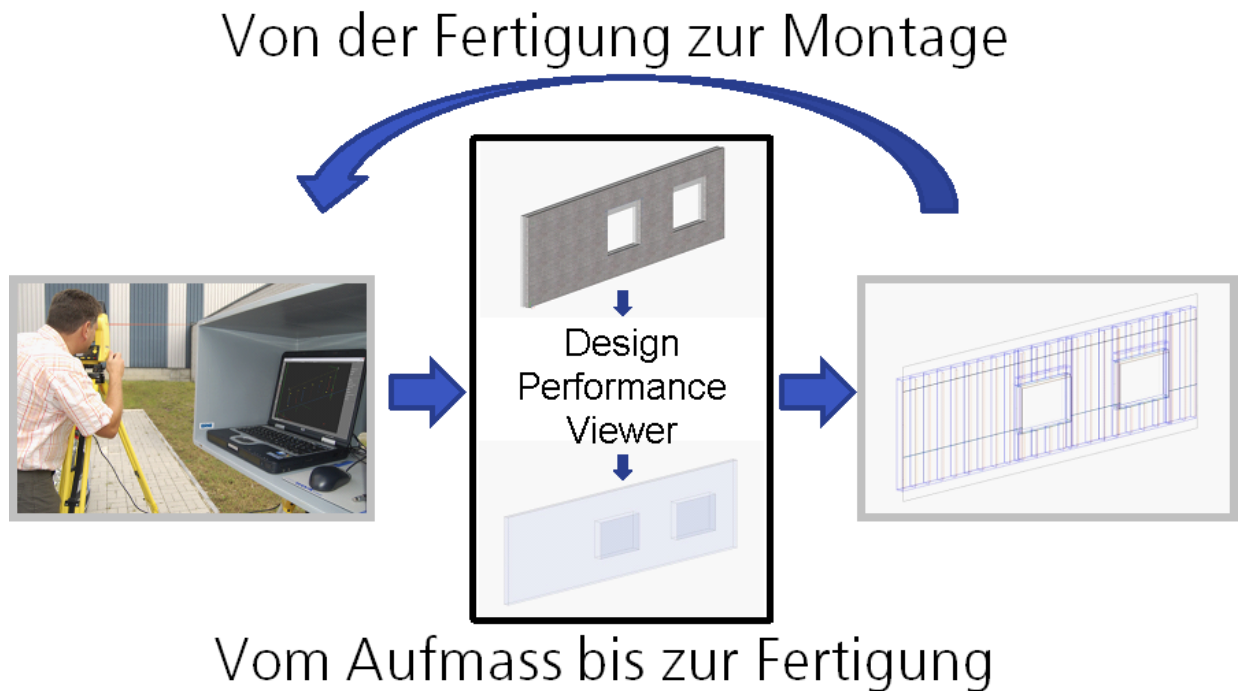 Von der Fertigung zur Montage
Design
Performance
Viewer
Vom Aufmass bis zur Fertigung